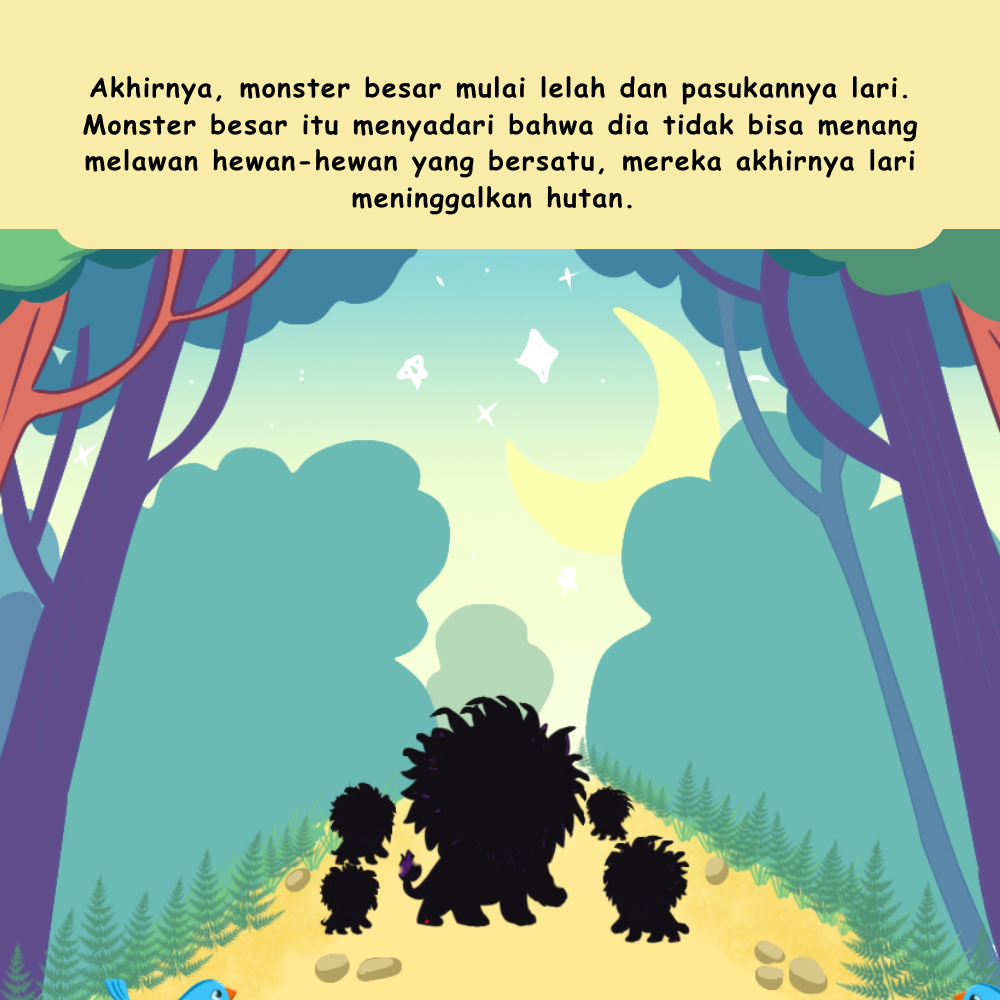 Akhirnya, monster besar mulai lelah dan pasukannya lari.
Monster besar itu menyadari bahwa dia tidak bisa menang
melawan hewan-hewan yang bersatu, mereka akhirnya lari
meninggalkan hutan.